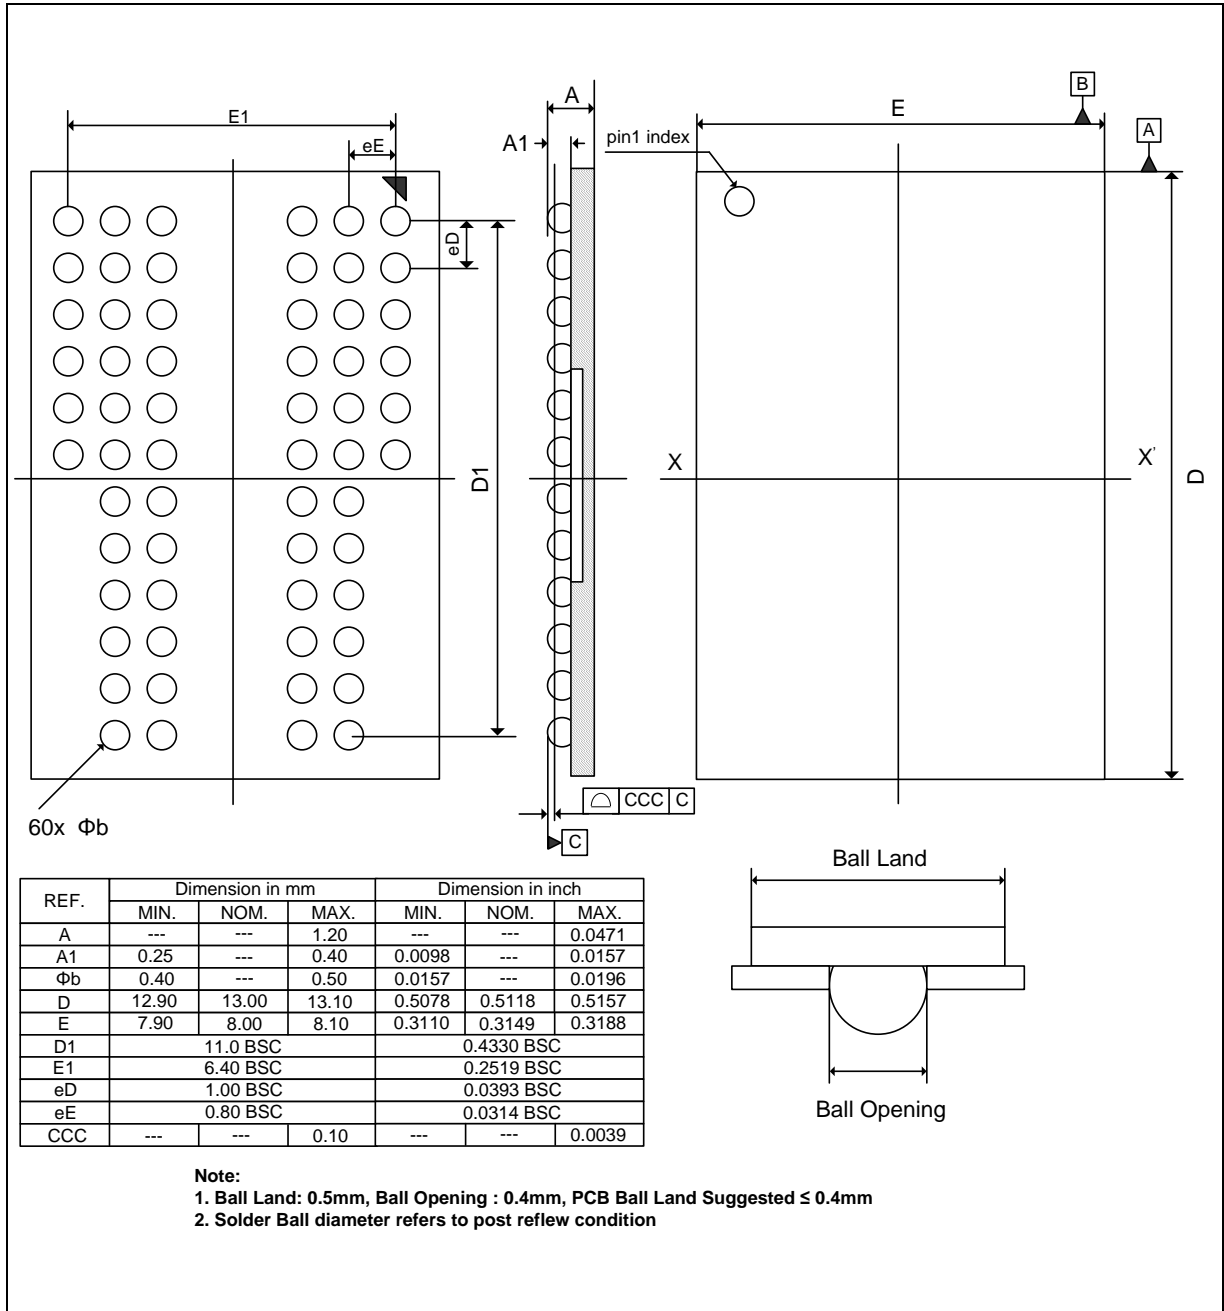 E1
eE
eD
D1
60x Φb
A
A1
CCC C
C
pin1 index
E
B
A
X
X'
D
Ball Land
Ball Opening
REF. Dimension in mm Dimension in inch
MIN. NOM. MAX. MIN. NOM. MAX.
A --- --- 1.20 --- --- 0.0471
A1 0.25 --- 0.40 0.0098 --- 0.0157
Φb 0.40 --- 0.50 0.0157 --- 0.0196
D 12.90 13.00 13.10 0.5078 0.5118 0.5157
E 7.90 8.00 8.10 0.3110 0.3149 0.3188
D1 11.0 BSC 0.4330 BSC
E1 6.40 BSC 0.2519 BSC
eD 1.00 BSC 0.0393 BSC
eE 0.80 BSC 0.0314 BSC
CCC --- --- 0.10 --- --- 0.0039
Note:
1. Ball Land: 0.5mm, Ball Opening : 0.4mm, PCB Ball Land Suggested ≤ 0.4mm
2. Solder Ball diameter refers to post reflew condition